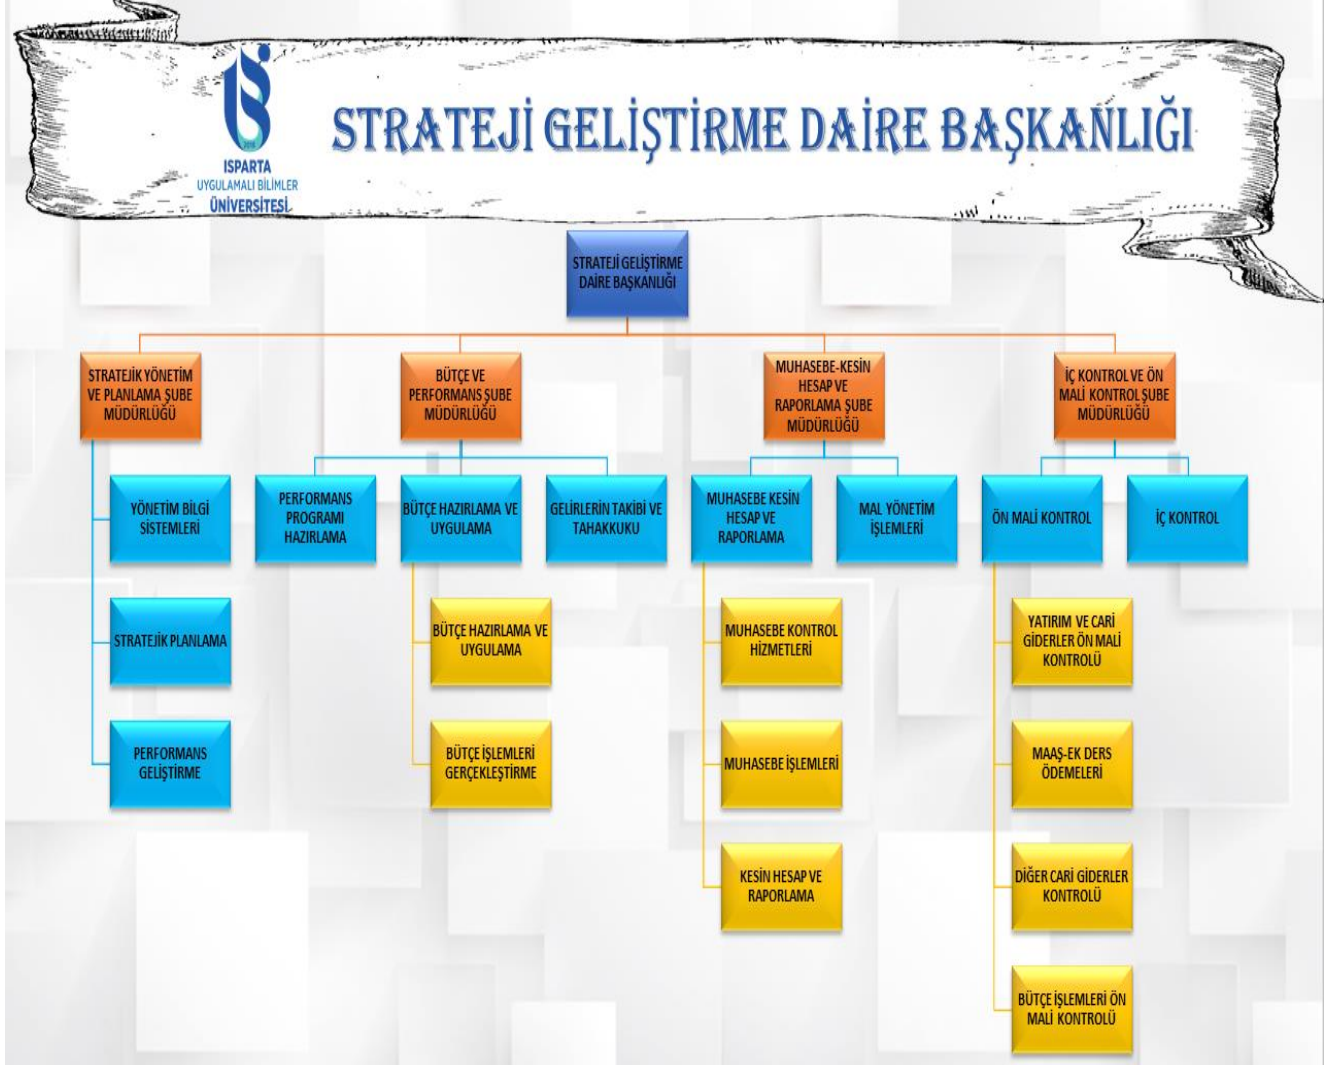 STRATEJİ GELİŞTİRME DAİRE BAŞKANLIĞI
2018
ISPARTA
UYGULAMALI BİLİMLER
ÜNİVERSİTESİ
STRATEJİ GELİŞTİRME
DAİRE BAŞKANLIĞI
STRATEJİK YÖNETİM
VE PLANLAMA ŞUBE
MÜDÜRLÜĞÜ
BÜTÇE VE
PERFORMANS ŞUBE
MÜDÜRLÜĞÜ
MUHASEBE-KESİN
HESAP VE
RAPORLAMA ŞUBE
MÜDÜRLÜĞÜ
İÇ KONTROL VE ÖN
MALİ KONTROL ŞUBE
MÜDÜRLÜĞÜ
YÖNETİM BİLGİ
SİSTEMLERİ
PERFORMANS
PROGRAMI
HAZIRLAMA
BÜTÇE HAZIRLAMA VE
UYGULAMA
GELİRLERİN TAKİBİ VE
TAHAKKUKU
MUHASEBE KESİN
HESAP VE
RAPORLAMA
MAL YÖNETİM
İŞLEMLERİ
ÖN MALİ KONTROL
İÇ KONTROL
STRATEJİK PLANLAMA
BÜTÇE HAZIRLAMA VE
UYGULAMA
MUHASEBE KONTROL
HİZMETLERİ
YATIRIM VE CARİ
GİDERLER ÖN MALİ
KONTROLÜ
PERFORMANS
GELİŞTİRME
BÜTÇE İŞLEMLERİ
GERÇEKLEŞTİRME
MUHASEBE İŞLEMLERİ
MAAŞ-EK DERS
ÖDEMELERİ
KESİN HESAP VE
RAPORLAMA
DİĞER CARİ GİDERLER
KONTROLÜ
BÜTÇE İŞLEMLERİ ÖN
MALİ KONTROLÜ